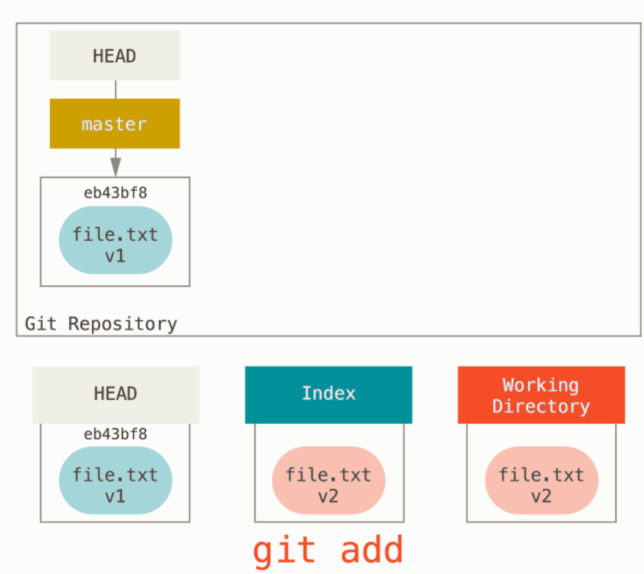 HEAD
master
eb43bf8
file.txt
v1
Git Repository
HEAD
Index
Working
Directory
eb43bf8
file.txt
v1
file.txt
v2
file.txt
v2
git add